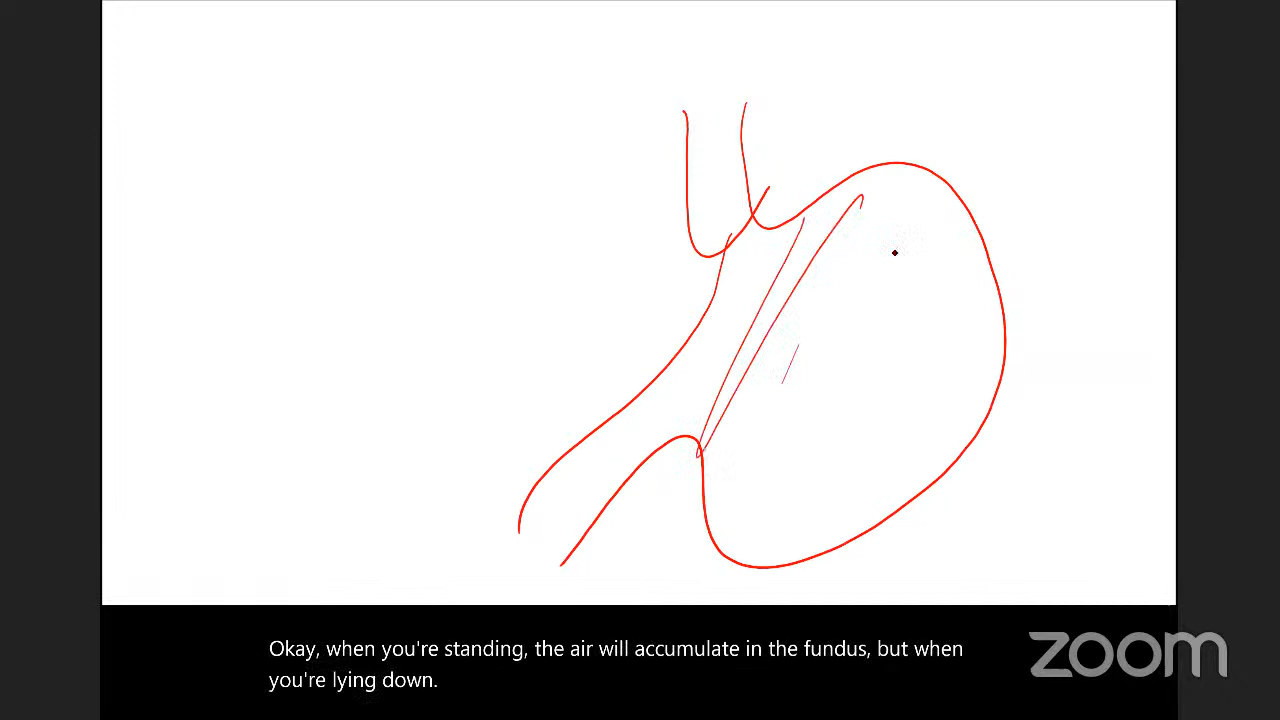 Okay, when you're standing, the air will accumulate in the fundus, but when
you're lying down.
zoom